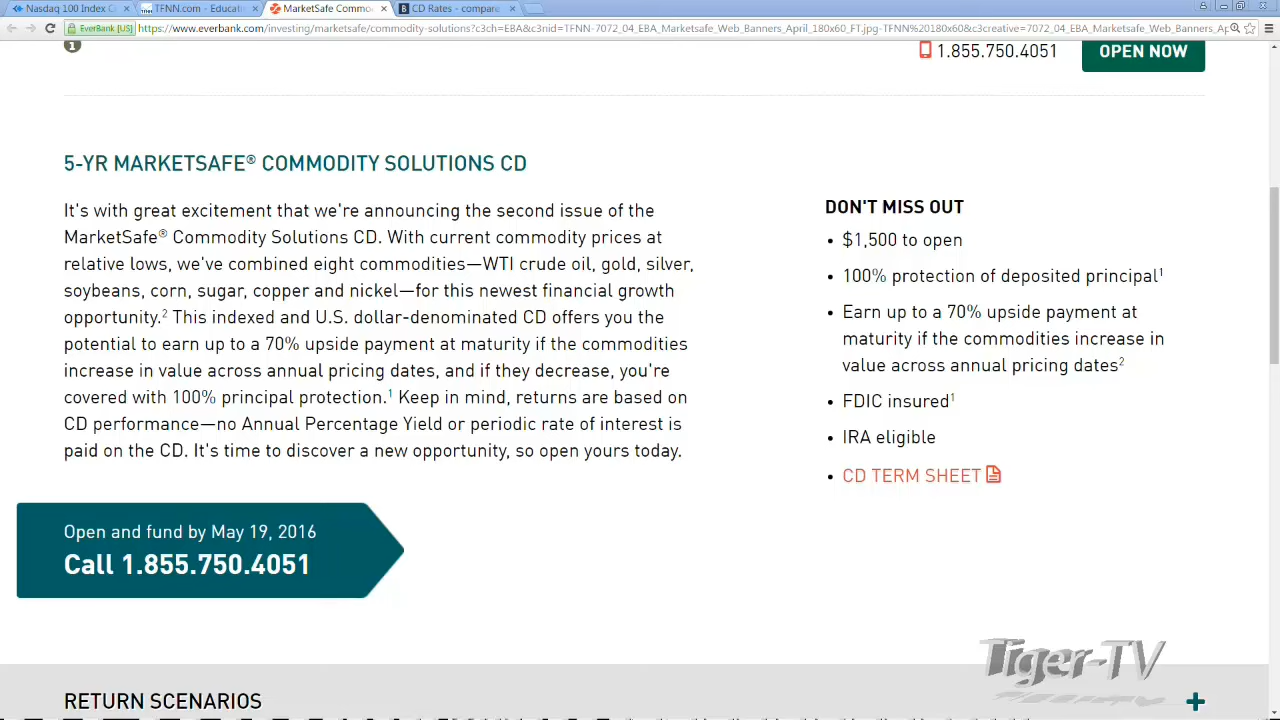 Nasdaq 100 Index C
TFNN.com - Educati
MarketSafe Commo
CD Rates - compare
EverBank [US]
https://www.everbank.com/investing/marketsafe/commodity-solutions?c3ch=EBA&c3nid=TFNN-7072_04_EBA_Marketsafe_Web_Banners_April_180x60_FT.jpg-TFNN%20180x60&c3creative=7072_04_EBA_Marketsafe_Web_Banners_Ap
1
1.855.750.4051
OPEN NOW
5-YR MARKETSAFE® COMMODITY SOLUTIONS CD
It's with great excitement that we're announcing the second issue of the
MarketSafe® Commodity Solutions CD. With current commodity prices at
relative lows, we've combined eight commodities—WTI crude oil, gold, silver,
soybeans, corn, sugar, copper and nickel—for this newest financial growth
opportunity.² This indexed and U.S. dollar-denominated CD offers you the
potential to earn up to a 70% upside payment at maturity if the commodities
increase in value across annual pricing dates, and if they decrease, you're
covered with 100% principal protection.¹ Keep in mind, returns are based on
CD performance—no Annual Percentage Yield or periodic rate of interest is
paid on the CD. It's time to discover a new opportunity, so open yours today.
DON'T MISS OUT
• $1,500 to open
• 100% protection of deposited principal¹
• Earn up to a 70% upside payment at
maturity if the commodities increase in
value across annual pricing dates²
• FDIC insured¹
• IRA eligible
• CD TERM SHEET
Open and fund by May 19, 2016
Call 1.855.750.4051
Tiger-TV
RETURN SCENARIOS